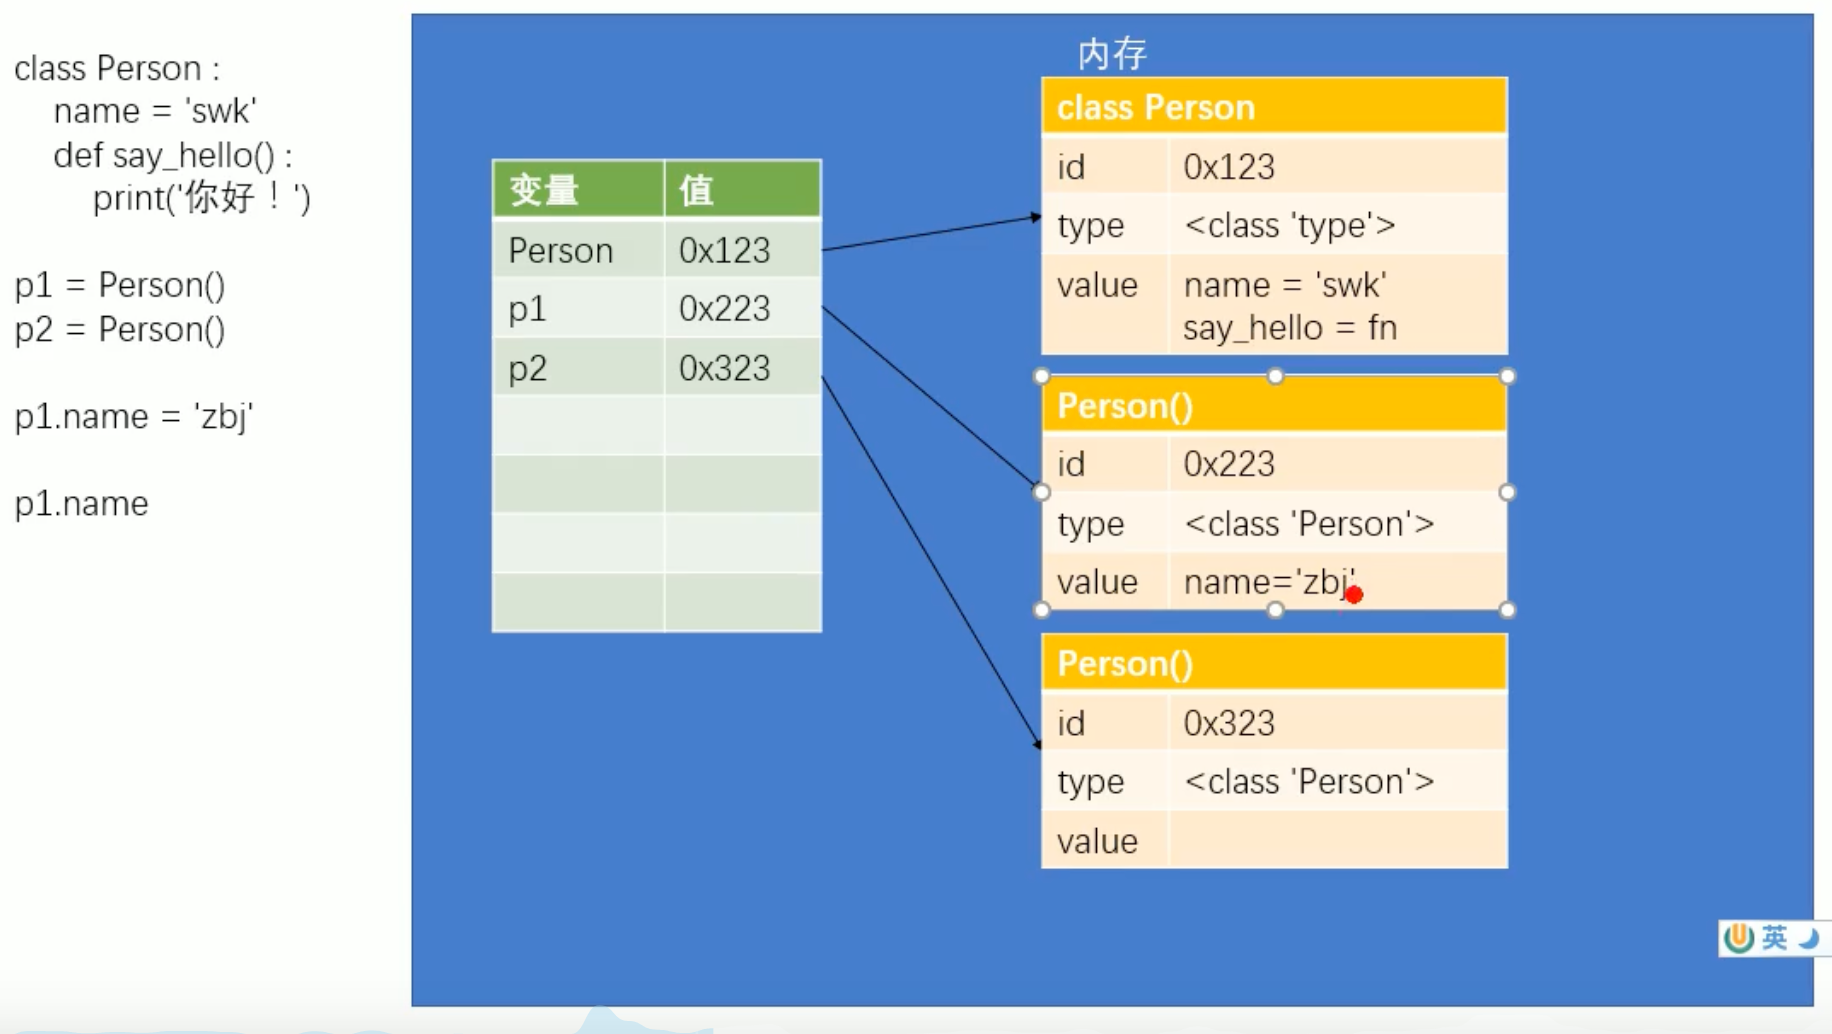 class Person :
name = 'swk'
def say_hello() :
print('你好！')
p1 = Person()
p2 = Person()
p1.name = 'zbj'
p1.name
变量 值
Person 0x123
p1 0x223
p2 0x323
内存
class Person
id 0x123
type <class 'type'>
value name = 'swk'
say_hello = fn
Person()
id 0x223
type <class 'Person'>
value name='zbj'
Person()
id 0x323
type <class 'Person'>
value
英